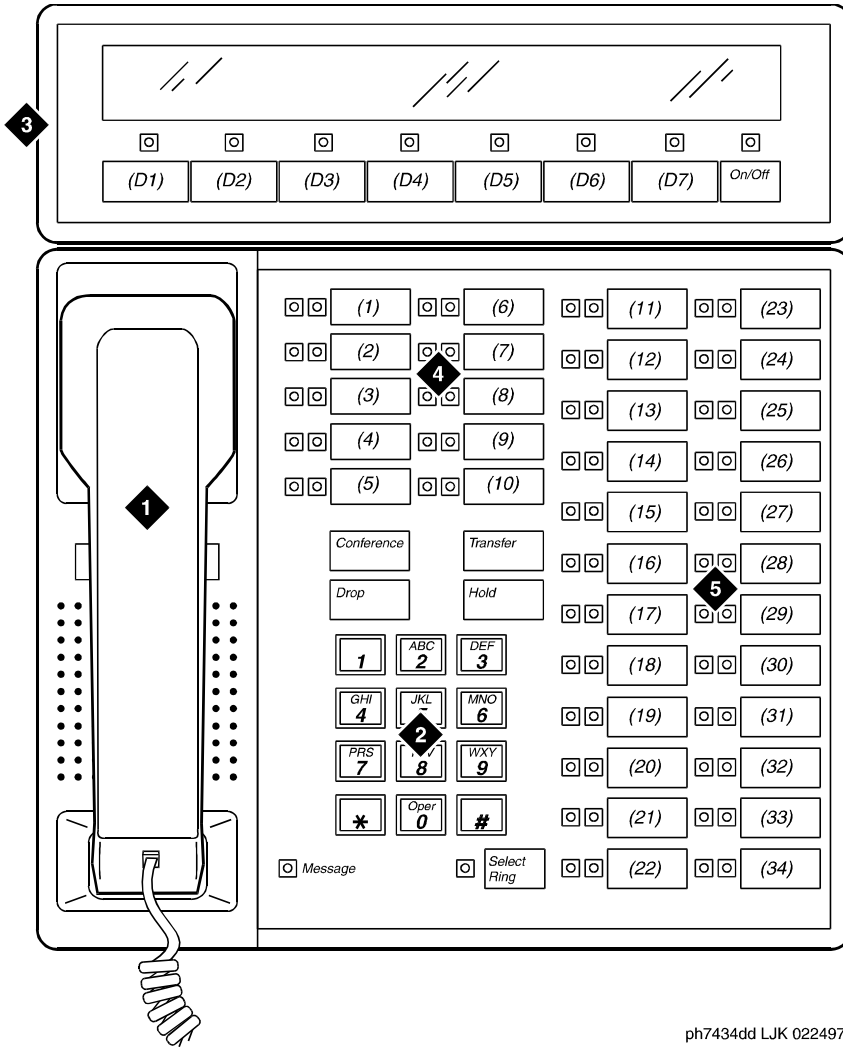 3
(D1) (D2) (D3) (D4) (D5) (D6) (D7) On/Off
(1) (6) (11) (23)
(2) (7) (12) (24)
4
(3) (8) (13) (25)
(4) (9) (14) (26)
(5) (10)
1
(15) (27)
Conference Transfer
(16) (28)
Drop Hold
5
(17) (29)
1 ABC 2 DEF 3
(18) (30)
GHI 4 JKL MNO 6
(19) (31)
2
PRS 7 8 WXY 9
(20) (32)
* Oper 0 #
(21) (33)
Message
Select
Ring
(22) (34)
ph7434dd LJK 022497